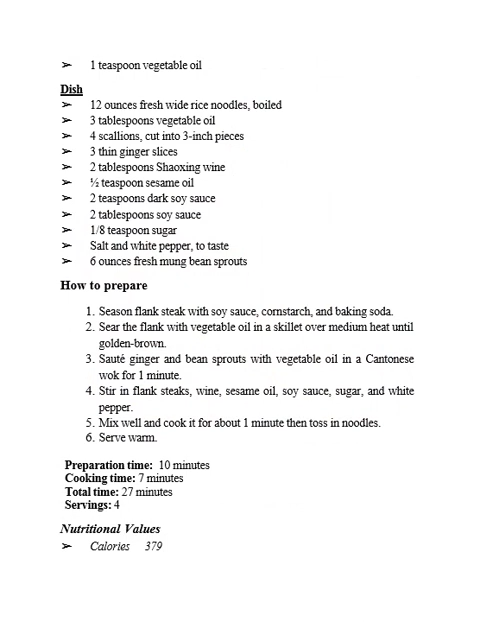 ➢ 1 teaspoon vegetable oil
Dish
➢ 12 ounces fresh wide rice noodles, boiled
➢ 3 tablespoons vegetable oil
➢ 4 scallions, cut into 3-inch pieces
➢ 3 thin ginger slices
➢ 2 tablespoons Shaoxing wine
➢ ½ teaspoon sesame oil
➢ 2 teaspoons dark soy sauce
➢ 2 tablespoons soy sauce
➢ 1/8 teaspoon sugar
➢ Salt and white pepper, to taste
➢ 6 ounces fresh mung bean sprouts
How to prepare
1. Season flank steak with soy sauce, cornstarch, and baking soda.
2. Sear the flank with vegetable oil in a skillet over medium heat until
golden-brown.
3. Sauté ginger and bean sprouts with vegetable oil in a Cantonese
wok for 1 minute.
4. Stir in flank steaks, wine, sesame oil, soy sauce, sugar, and white
pepper.
5. Mix well and cook it for about 1 minute then toss in noodles.
6. Serve warm.
Preparation time: 10 minutes
Cooking time: 7 minutes
Total time: 27 minutes
Servings: 4
Nutritional Values
➢ Calories 379